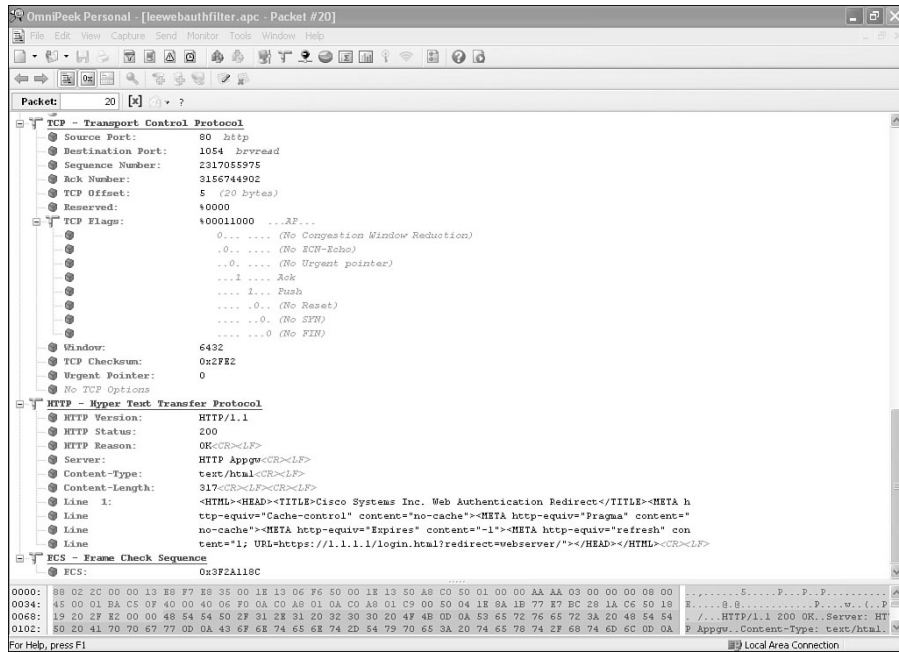 OmniPeek Personal - [leewebauthfilter.apc - Packet #20]
File Edit View Capture Send Monitor Tools Window Help
Packet: 20 [x] ?
TCP - Transport Control Protocol
Source Port: 80 http
Destination Port: 1054 brvread
Sequence Number: 2317055975
Ack Number: 3156744902
TCP Offset: 5 (20 bytes)
Reserved: %0000
TCP Flags: %00011000 ...AP...
0... .... (No Congestion Window Reduction)
.0.. .... (No ECN-Echo)
..0. .... (No Urgent pointer)
...1 .... Ack
.... 1... Push
.... .0.. (No Reset)
.... ..0. (No SYN)
.... ...0 (No FIN)
Window: 6432
TCP Checksum: 0x2FE2
Urgent Pointer: 0
No TCP Options
HTTP - Hyper Text Transfer Protocol
HTTP Version: HTTP/1.1
HTTP Status: 200
HTTP Reason: OK<CR><LF>
Server: HTTP Appgw<CR><LF>
Content-Type: text/html<CR><LF>
Content-Length: 317<CR><LF><CR><LF>
Line 1: <HTML><HEAD><TITLE>Cisco Systems Inc. Web Authentication Redirect</TITLE><META h
Line ttp-equiv="Cache-control" content="no-cache"><META http-equiv="Pragma" content="
Line no-cache"><META http-equiv="Expires" content="-1"><META http-equiv="refresh" con
Line tent="1; URL=https://1.1.1.1/login.html?redirect=webserver/"></HEAD></HTML><CR><LF>
FCS - Frame Check Sequence
FCS: 0x3F2A118C
0000: 88 02 2C 00 00 13 E8 F7 E8 35 00 1E 13 06 F6 50 00 1E 13 50 A8 C0 50 01 00 00 AA AA 03 00 00 00 08 00 ..,......5.....P...P..P...........
0034: 45 00 01 BA C5 0F 40 00 40 06 F0 0A C0 A8 01 0A C0 A8 01 C9 00 50 04 1E 8A 1B 77 E7 BC 28 1A C6 50 18 E.....@.@............P....w..(..P.
0068: 19 20 2F E2 00 00 48 54 54 50 2F 31 2E 31 20 32 30 30 20 4F 4B 0D 0A 53 65 72 76 65 72 3A 20 48 54 54 . /...HTTP/1.1 200 OK..Server: HT
0102: 50 20 41 70 70 67 77 0D 0A 43 6F 6E 74 65 6E 74 2D 54 79 70 65 3A 20 74 65 78 74 2F 68 74 6D 6C 0D 0A P Appgw..Content-Type: text/html.
For Help, press F1 Local Area Connection